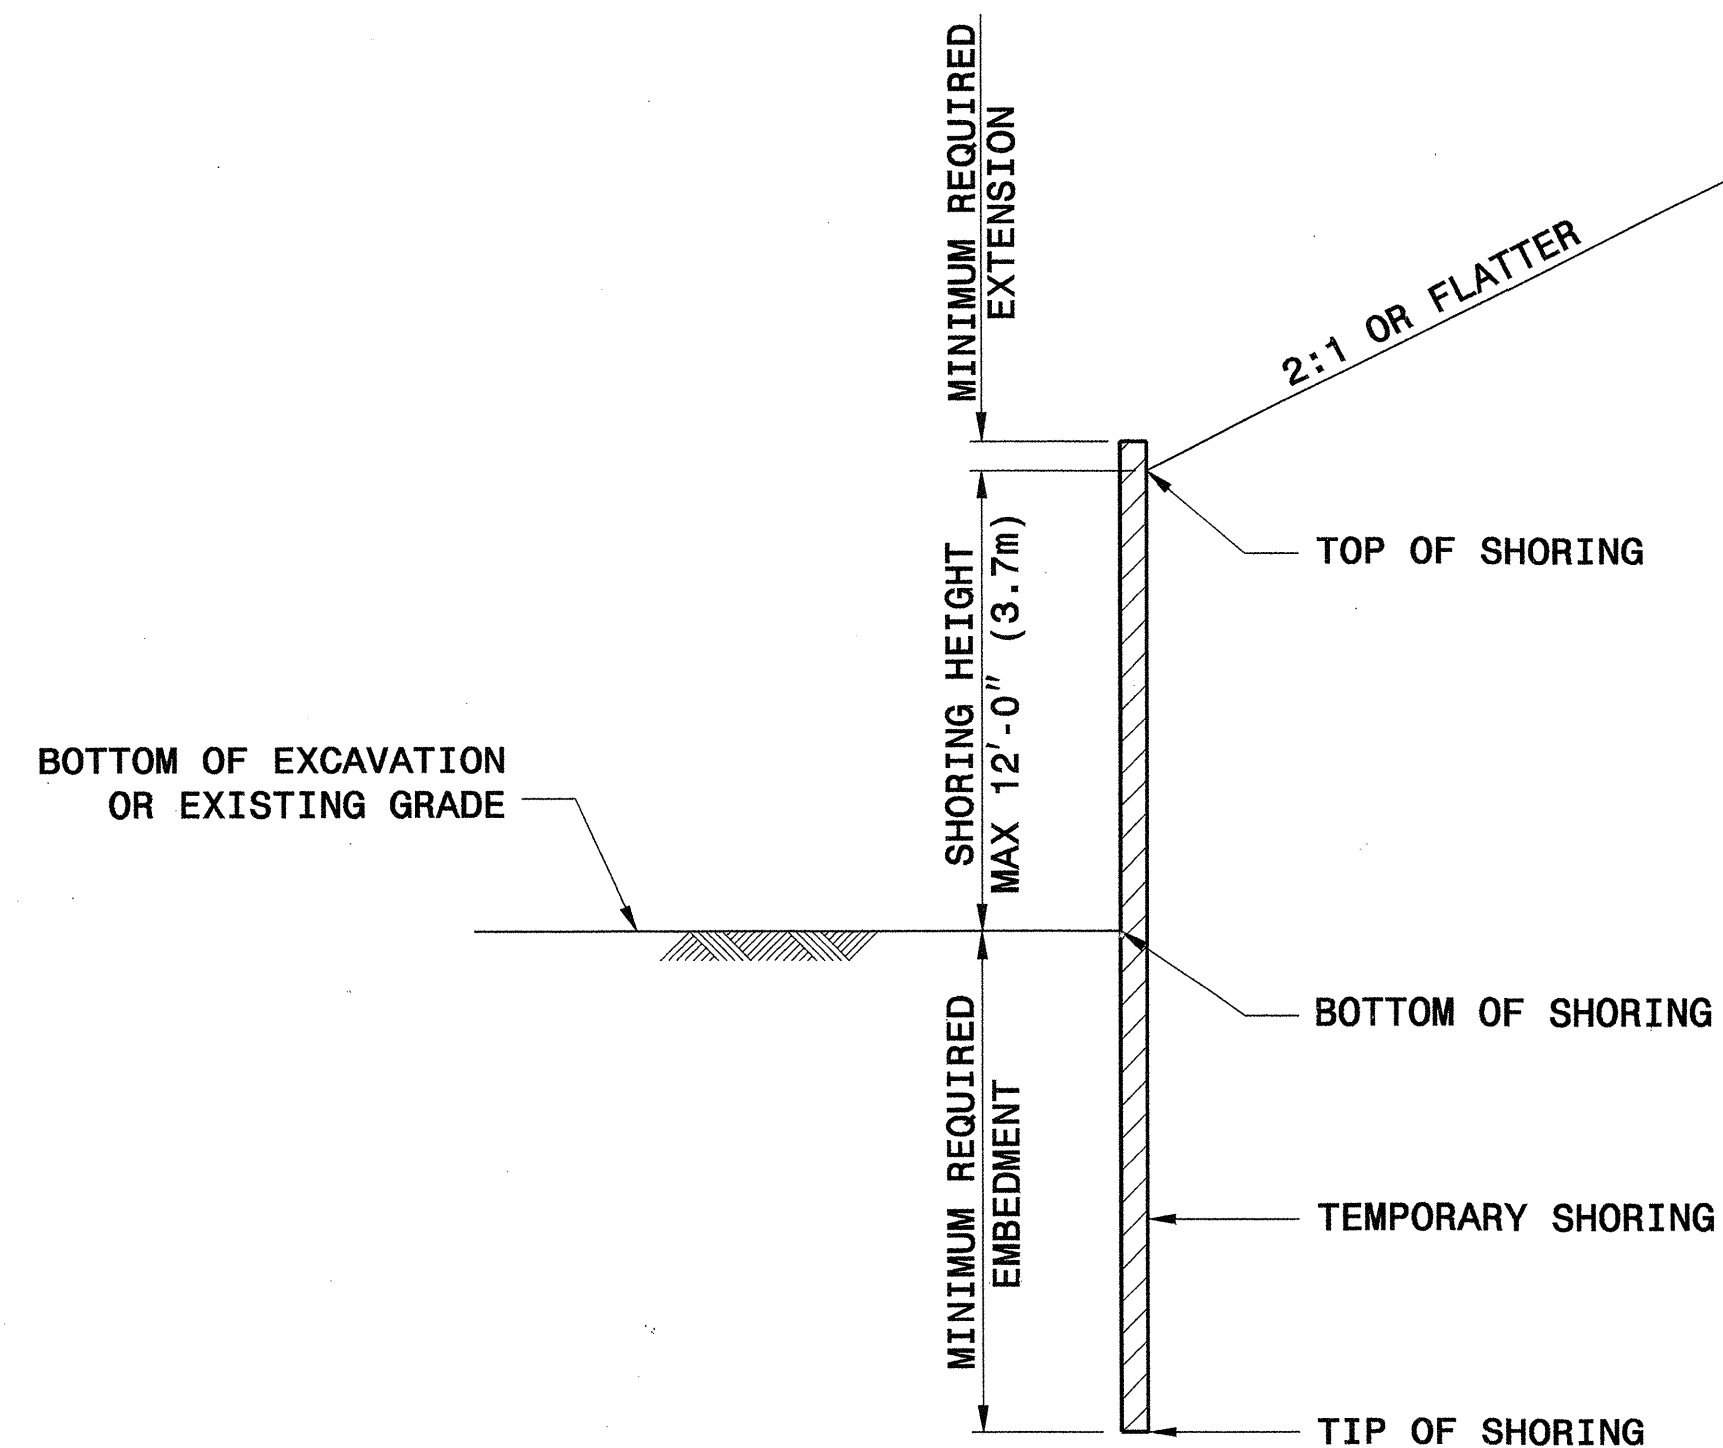 MINIMUM REQUIRED
EXTENSION
2:1 OR FLATTER
TOP OF SHORING
SHORING HEIGHT
MAX 12'-0" (3.7m)
BOTTOM OF EXCAVATION
OR EXISTING GRADE
BOTTOM OF SHORING
MINIMUM REQUIRED
EMBEDMENT
TEMPORARY SHORING
TIP OF SHORING